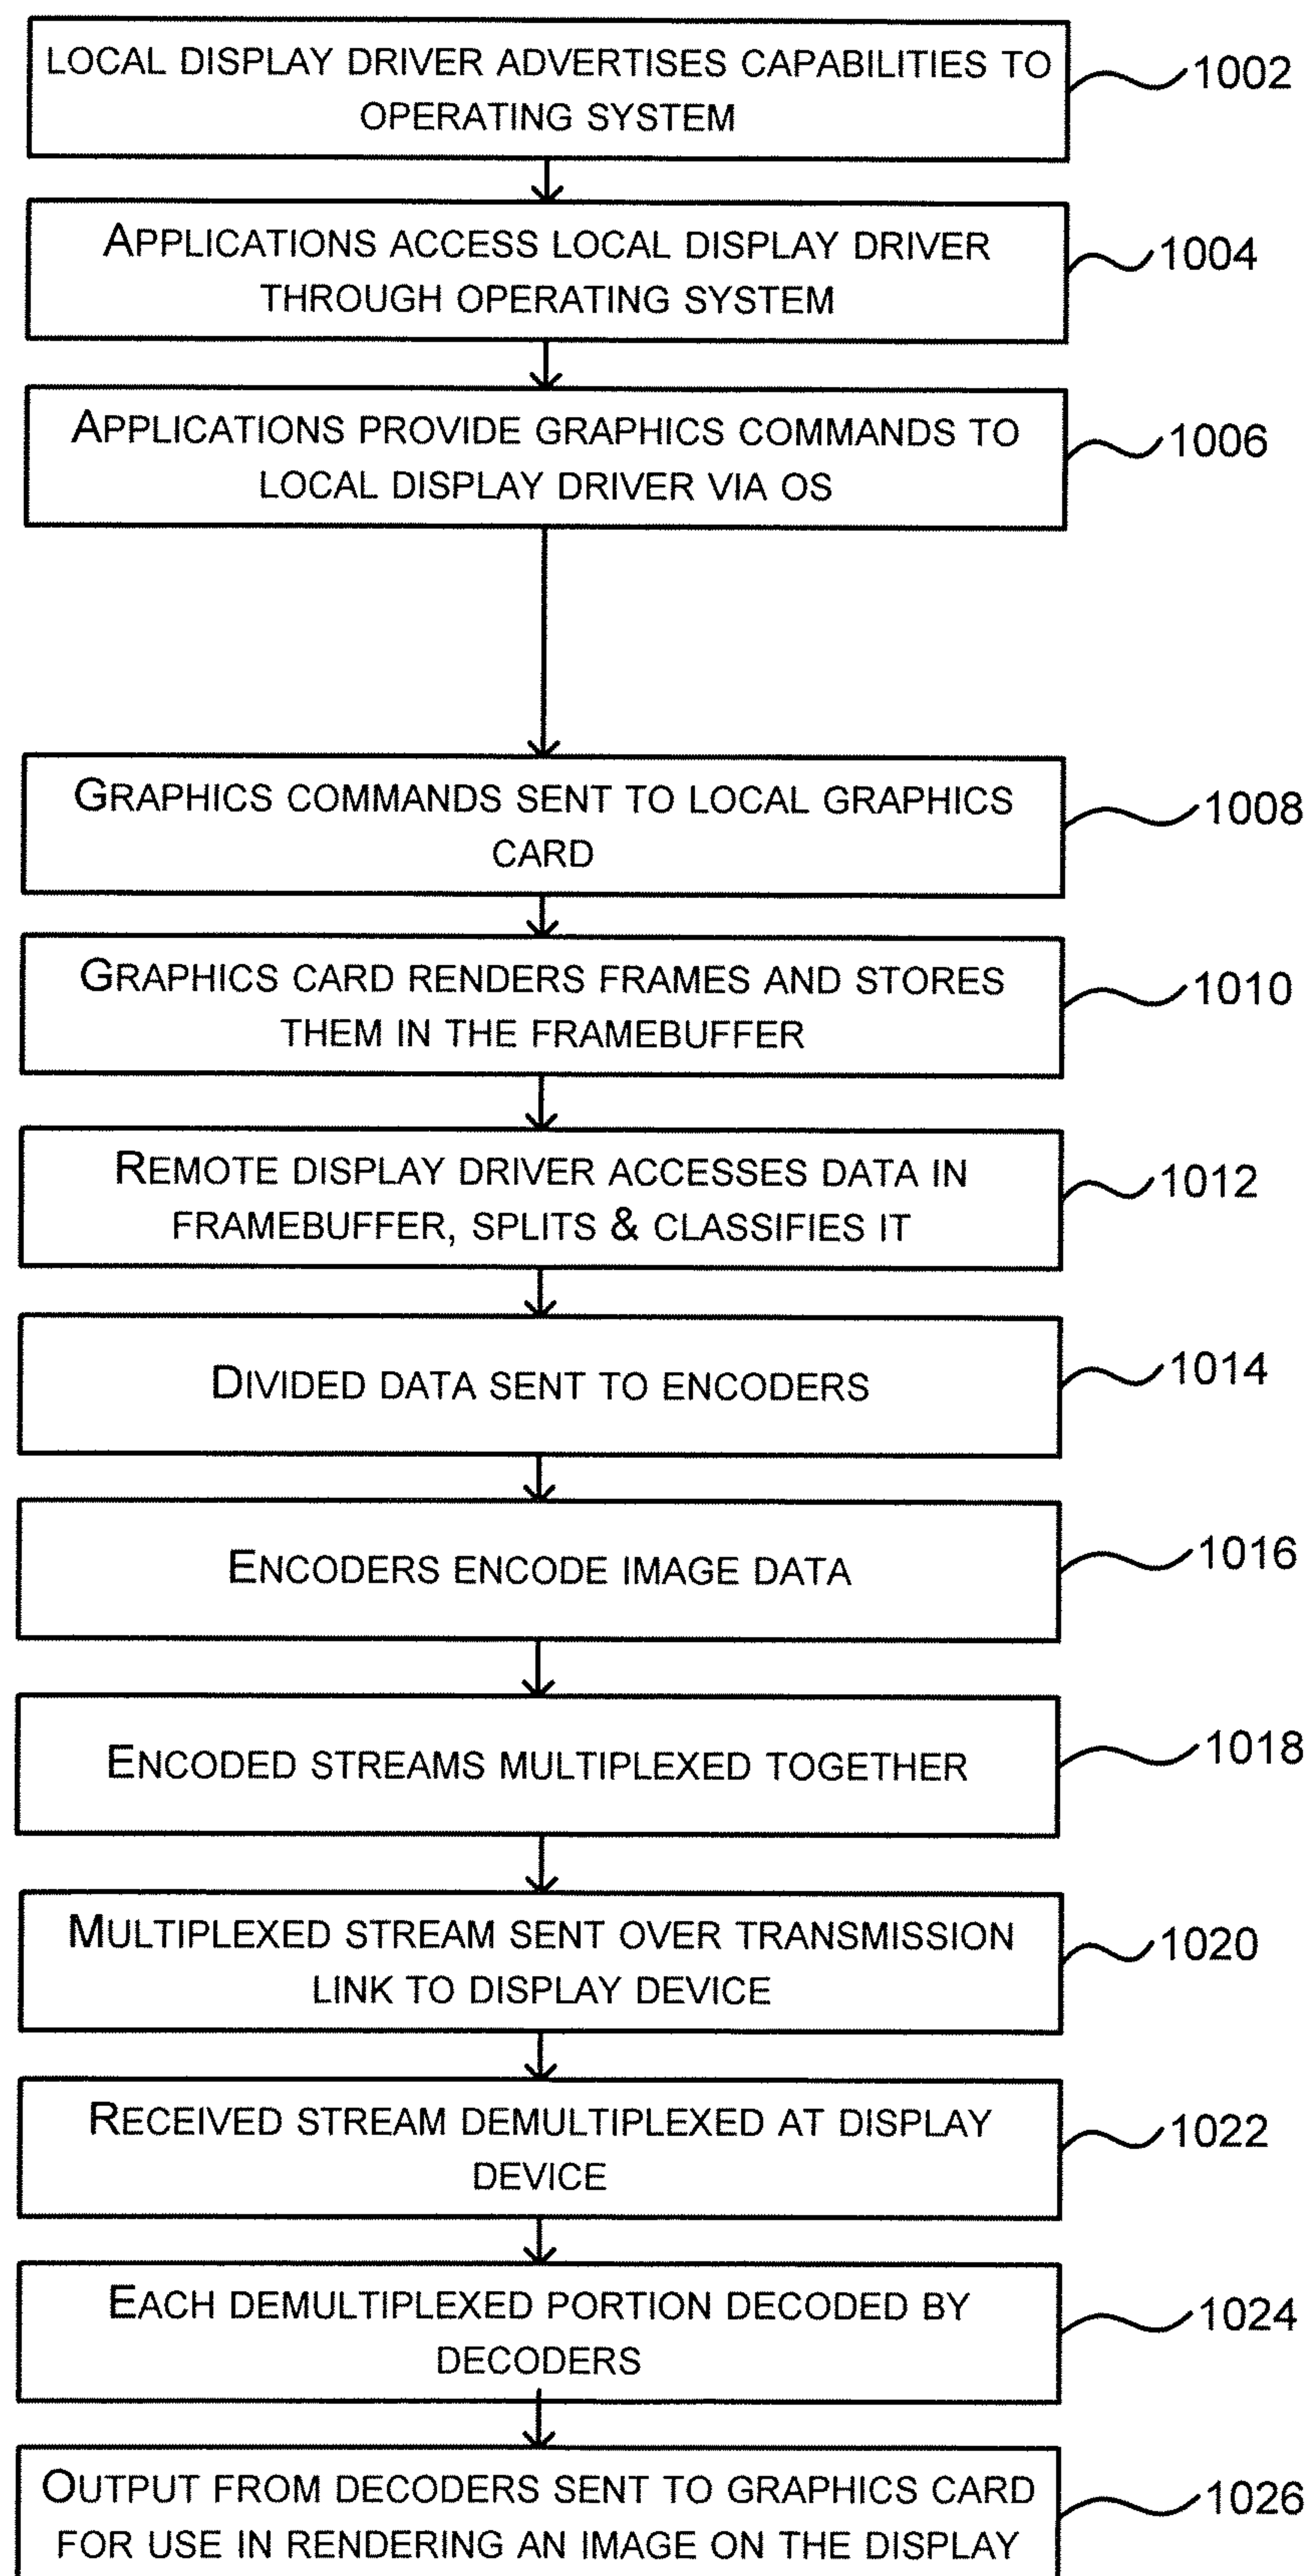 LOCAL DISPLAY DRIVER ADVERTISES CAPABILITIES TO
OPERATING SYSTEM
1002
APPLICATIONS ACCESS LOCAL DISPLAY DRIVER
THROUGH OPERATING SYSTEM
1004
APPLICATIONS PROVIDE GRAPHICS COMMANDS TO
LOCAL DISPLAY DRIVER VIA OS
1006
GRAPHICS COMMANDS SENT TO LOCAL GRAPHICS
CARD
1008
GRAPHICS CARD RENDERS FRAMES AND STORES
THEM IN THE FRAMEBUFFER
1010
REMOTE DISPLAY DRIVER ACCESSES DATA IN
FRAMEBUFFER, SPLITS & CLASSIFIES IT
1012
DIVIDED DATA SENT TO ENCODERS
1014
ENCODERS ENCODE IMAGE DATA
1016
ENCODED STREAMS MULTIPLEXED TOGETHER
1018
MULTIPLEXED STREAM SENT OVER TRANSMISSION
LINK TO DISPLAY DEVICE
1020
RECEIVED STREAM DEMULTIPLEXED AT DISPLAY
DEVICE
1022
EACH DEMULTIPLEXED PORTION DECODED BY
DECODERS
1024
OUTPUT FROM DECODERS SENT TO GRAPHICS CARD
FOR USE IN RENDERING AN IMAGE ON THE DISPLAY
1026